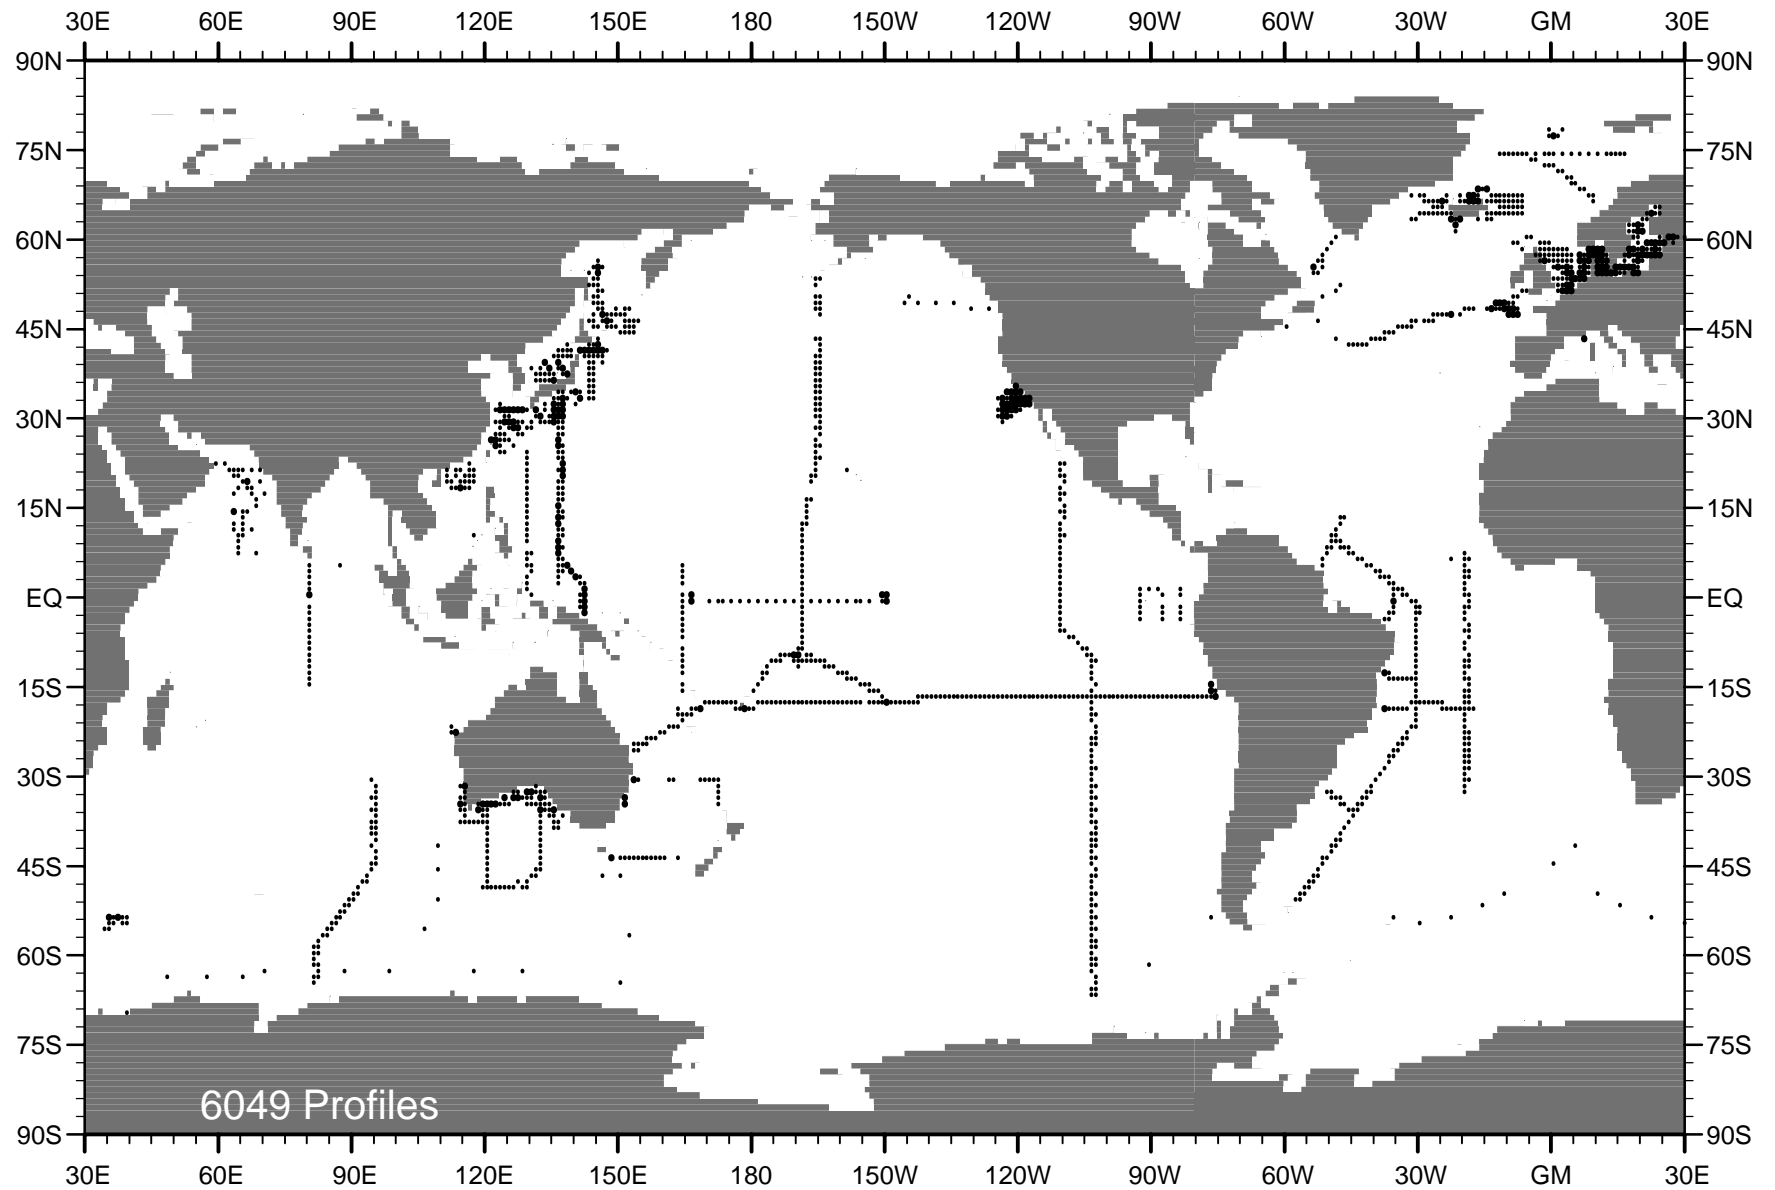 30E 60E 90E 120E 150E 180 150W 120W 90W 60W 30W GM 30E
90N 90N
75N 75N
60N 60N
45N 45N
30N 30N
15N 15N
EQ EQ
15S 15S
30S 30S
45S 45S
60S 60S
75S 75S
6049 Profiles
90S 90S
30E 60E 90E 120E 150E 180 150W 120W 90W 60W 30W GM 30E